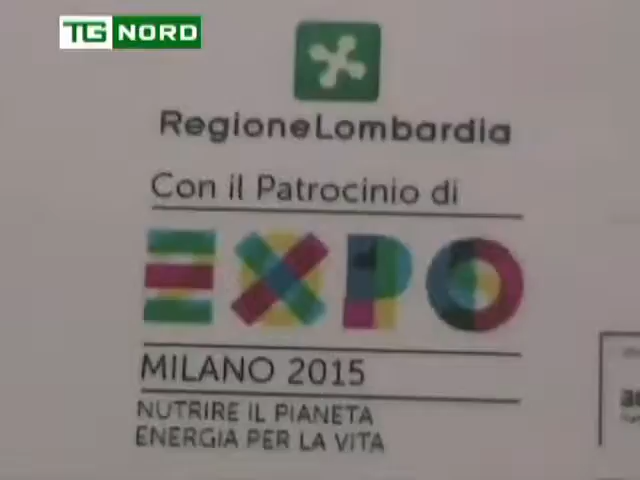 TG NORD
RegioneLombardia
Con il Patrocinio di
EXPO
MILANO 2015
NUTRIRE IL PIANETA
ENERGIA PER LA VITA